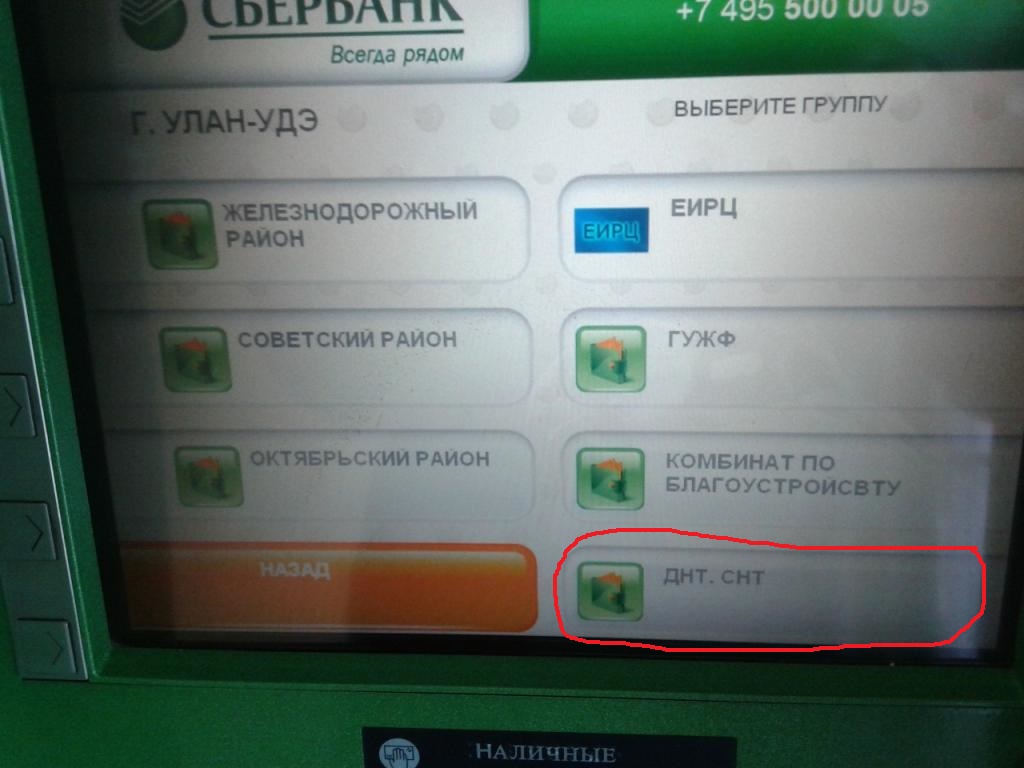 СБЕРБАНК
Всегда рядом
+7 495 500 00 05
Г. УЛАН-УДЭ
ВЫБЕРИТЕ ГРУППУ
ЖЕЛЕЗНОДОРОЖНЫЙ
РАЙОН
ЕИРЦ
ЕИРЦ
СОВЕТСКИЙ РАЙОН
ГУЖФ
ОКТЯБРЬСКИЙ РАЙОН
КОМБИНАТ ПО
БЛАГОУСТРОЙСВТУ
НАЗАД
ДНТ. СНТ
НАЛИЧНЫЕ